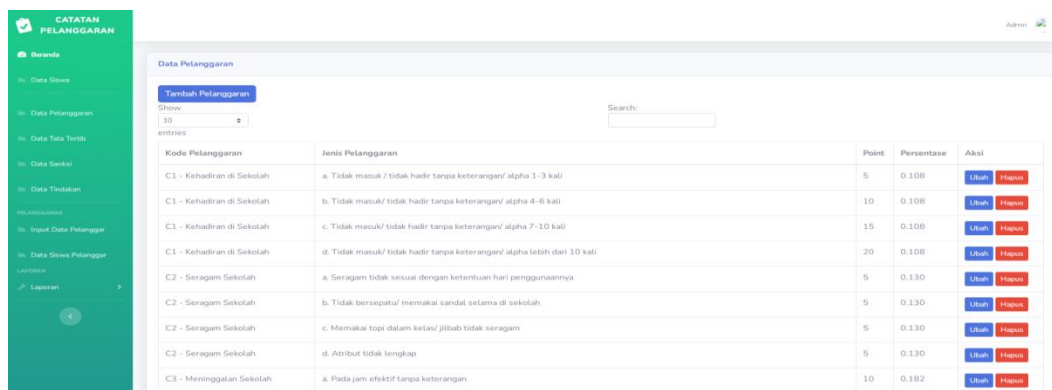 CATATAN
PELANGGARAN
Admin
Beranda
Data Siswa
Data Pelanggaran
Data Tata Tertib
Data Sanksi
Data Tindakan
PELANGGARAN
Input Data Pelanggar
Data Siswa Pelanggar
LAPORAN
Laporan
Data Pelanggaran
Tambah Pelanggaran
Show
10
entries
Search:
Kode Pelanggaran Jenis Pelanggaran Point Persentase Aksi
C1 - Kehadiran di Sekolah a. Tidak masuk / tidak hadir tanpa keterangan/ alpha 1-3 kali 5 0.108 Ubah Hapus
C1 - Kehadiran di Sekolah b. Tidak masuk/ tidak hadir tanpa keterangan/ alpha 4-6 kali 10 0.108 Ubah Hapus
C1 - Kehadiran di Sekolah c. Tidak masuk/ tidak hadir tanpa keterangan/ alpha 7-10 kali 15 0.108 Ubah Hapus
C1 - Kehadiran di Sekolah d. Tidak masuk/ tidak hadir tanpa keterangan/ alpha lebih dari 10 kali 20 0.108 Ubah Hapus
C2 - Seragam Sekolah a. Seragam tidak sesuai dengan ketentuan hari penggunaannya 5 0.130 Ubah Hapus
C2 - Seragam Sekolah b. Tidak bersepatu/ memakai sandal selama di sekolah 5 0.130 Ubah Hapus
C2 - Seragam Sekolah c. Memakai topi dalam kelas/ jilbab tidak seragam 5 0.130 Ubah Hapus
C2 - Seragam Sekolah d. Atribut tidak lengkap 5 0.130 Ubah Hapus
C3 - Meninggalan Sekolah a. Pada jam efektif tanpa keterangan 10 0.182 Ubah Hapus